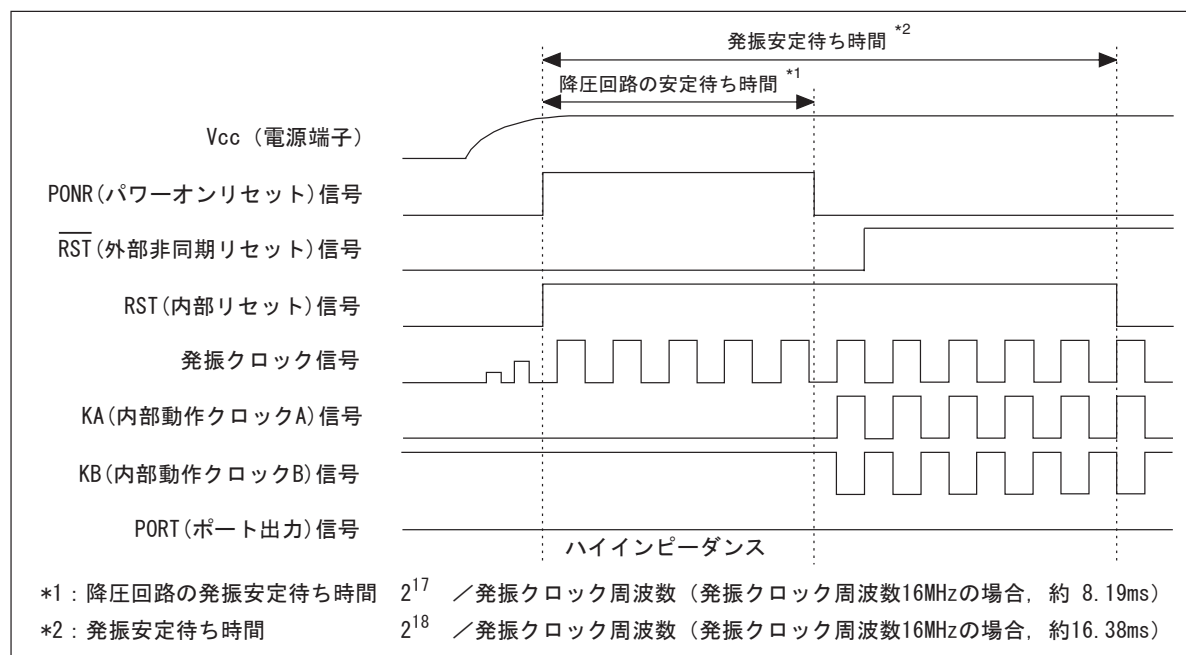 発振安定待ち時間 *2
降圧回路の安定待ち時間 *1
Vcc (電源端子)
PONR(パワーオンリセット)信号
R̅S̅T̅(外部非同期リセット)信号
RST(内部リセット)信号
発振クロック信号
KA(内部動作クロックA)信号
KB(内部動作クロックB)信号
PORT(ポート出力)信号
ハイインピーダンス
*1：降圧回路の発振安定待ち時間 2^17 ／発振クロック周波数（発振クロック周波数16MHzの場合, 約 8.19ms）
*2：発振安定待ち時間 2^18 ／発振クロック周波数（発振クロック周波数16MHzの場合, 約16.38ms）